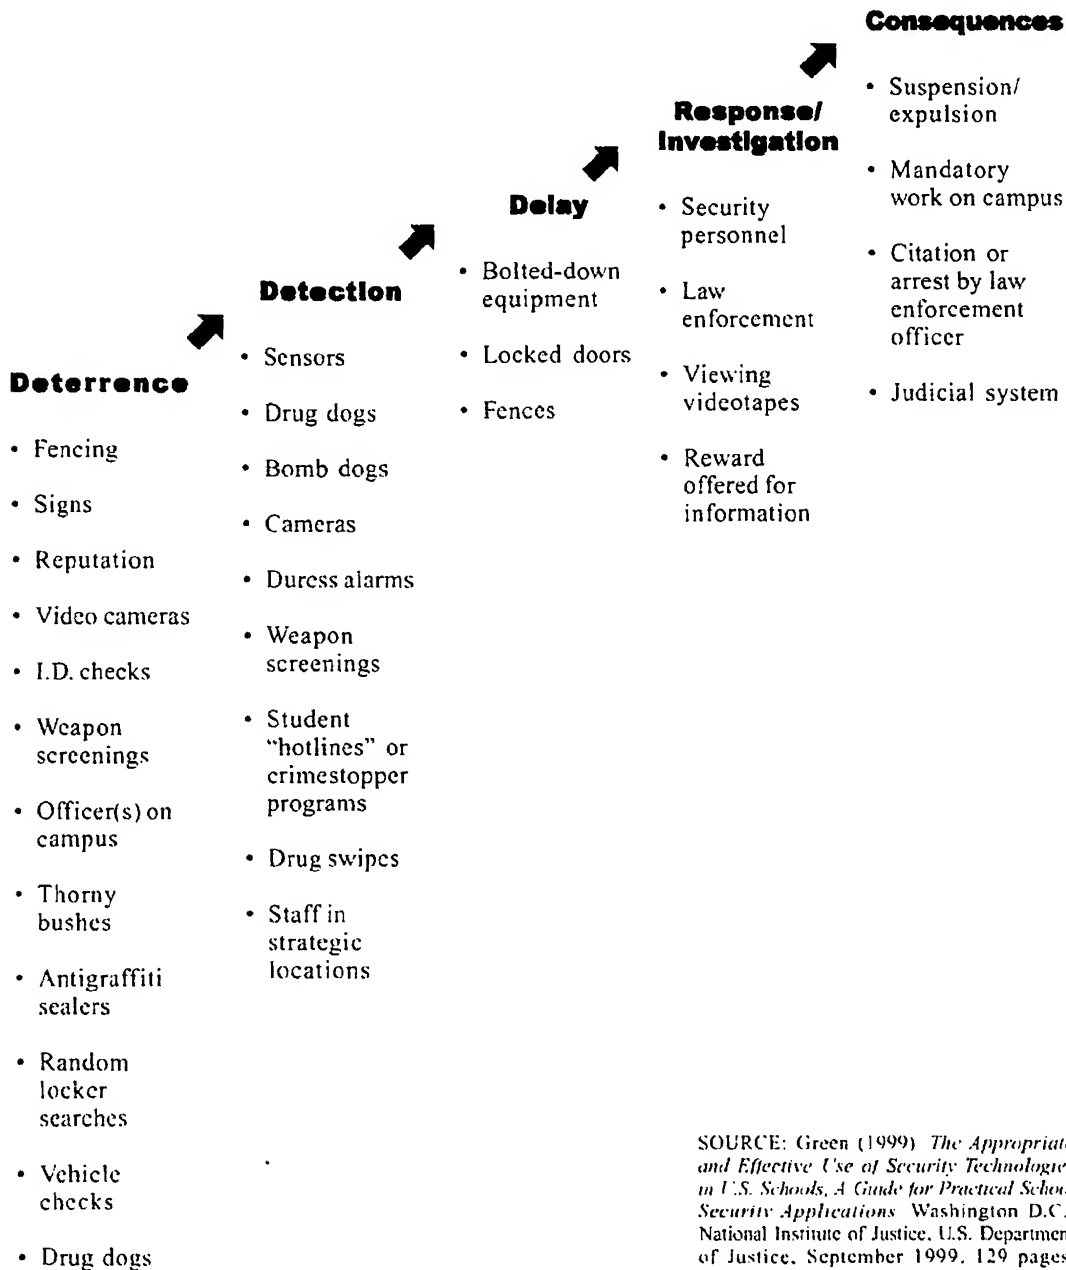 Deterrence
• Fencing
• Signs
• Reputation
• Video cameras
• I.D. checks
• Weapon
screenings
• Officer(s) on
campus
• Thorny
bushes
• Antigraffiti
sealers
• Random
locker
searches
• Vehicle
checks
• Drug dogs
Detection
• Sensors
• Drug dogs
• Bomb dogs
• Cameras
• Duress alarms
• Weapon
screenings
• Student
“hotlines” or
crimestopper
programs
• Drug swipes
• Staff in
strategic
locations
Delay
• Bolted-down
equipment
• Locked doors
• Fences
Response/
Investigation
• Security
personnel
• Law
enforcement
• Viewing
videotapes
• Reward
offered for
information
Consequences
• Suspension/
expulsion
• Mandatory
work on campus
• Citation or
arrest by law
enforcement
officer
• Judicial system
SOURCE: Green (1999) The Appropriate
and Effective Use of Security Technologie
in U.S. Schools, A Guide for Practical Schoo
Security Applications Washington D.C.
National Institute of Justice, U.S. Departmen
of Justice, September 1999, 129 pages